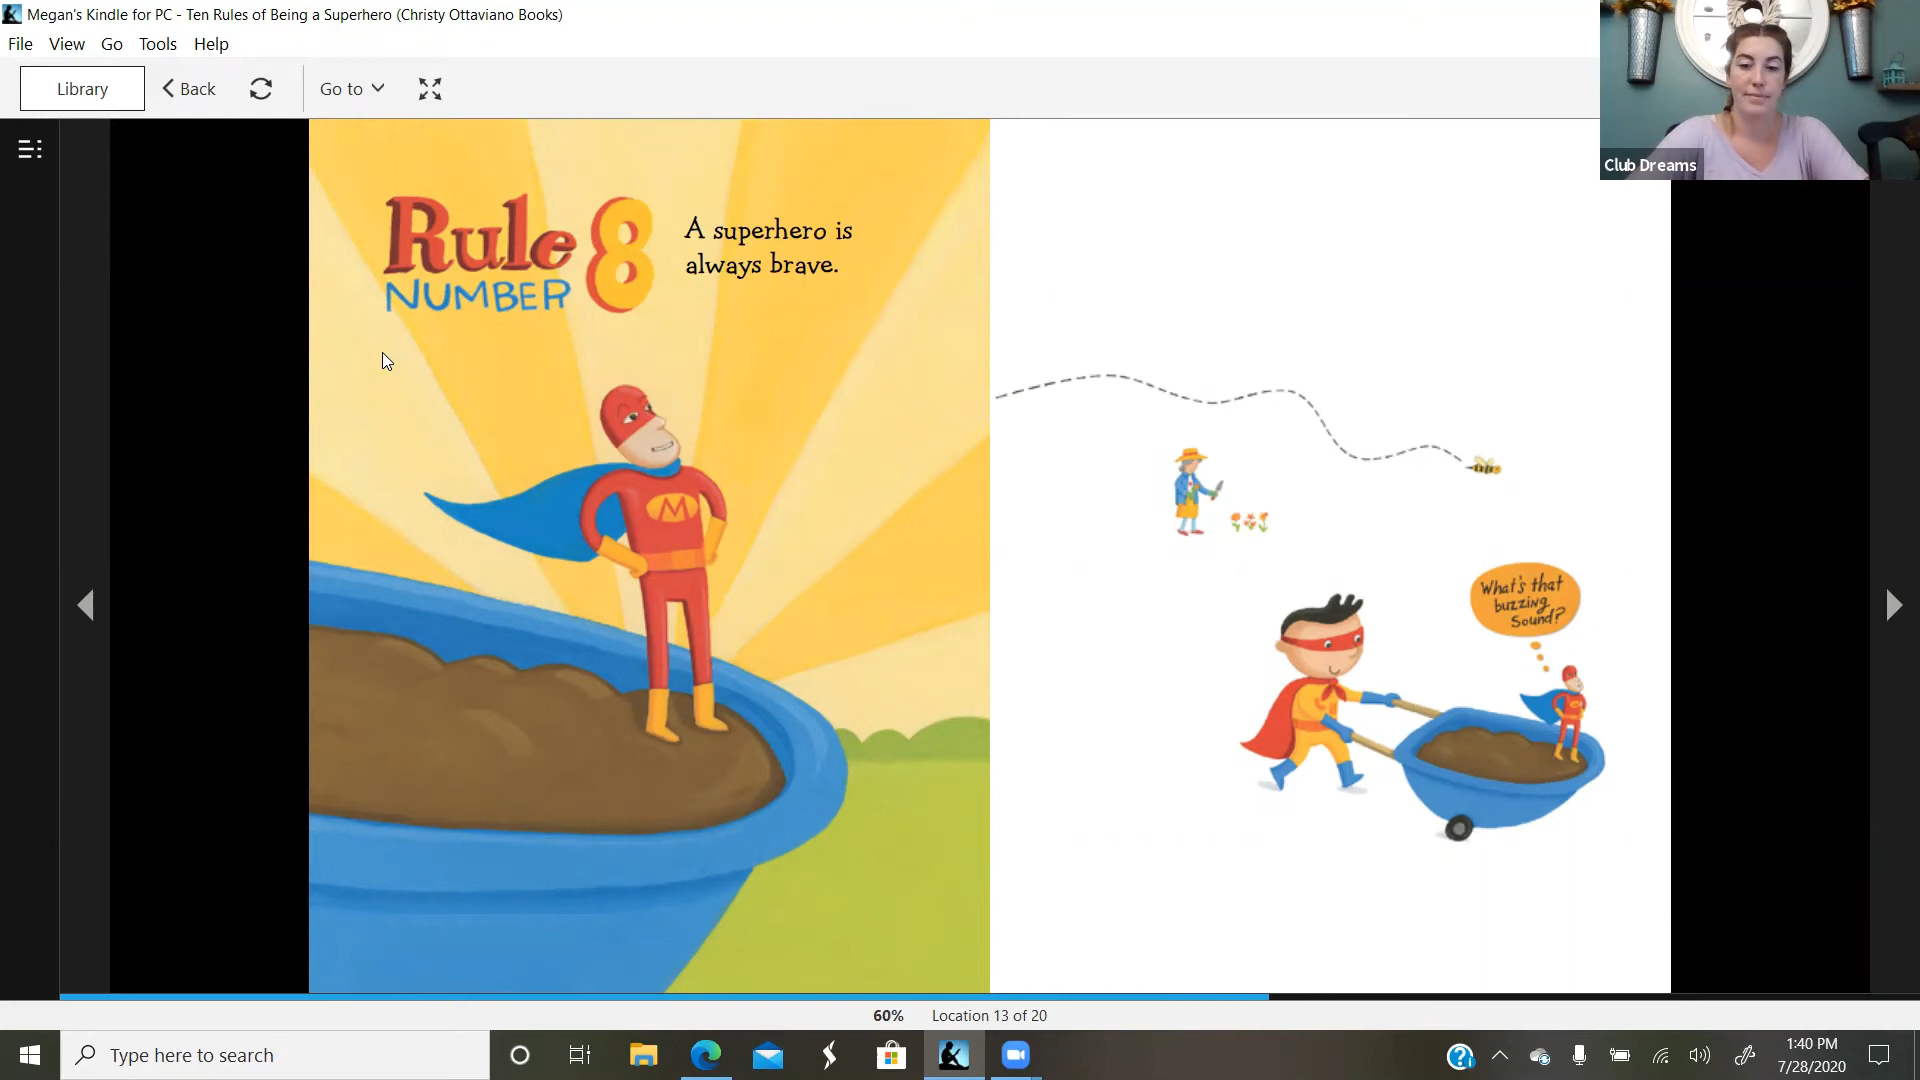 Megan's Kindle for PC - Ten Rules of Being a Superhero (Christy Ottaviano Books)
File View Go Tools Help
Library Back Go to
Club Dreams
Rule
NUMBER
8
A superhero is
always brave.
M
What's that
buzzing
Sound?
M
60% Location 13 of 20
Type here to search
1:40 PM
7/28/2020